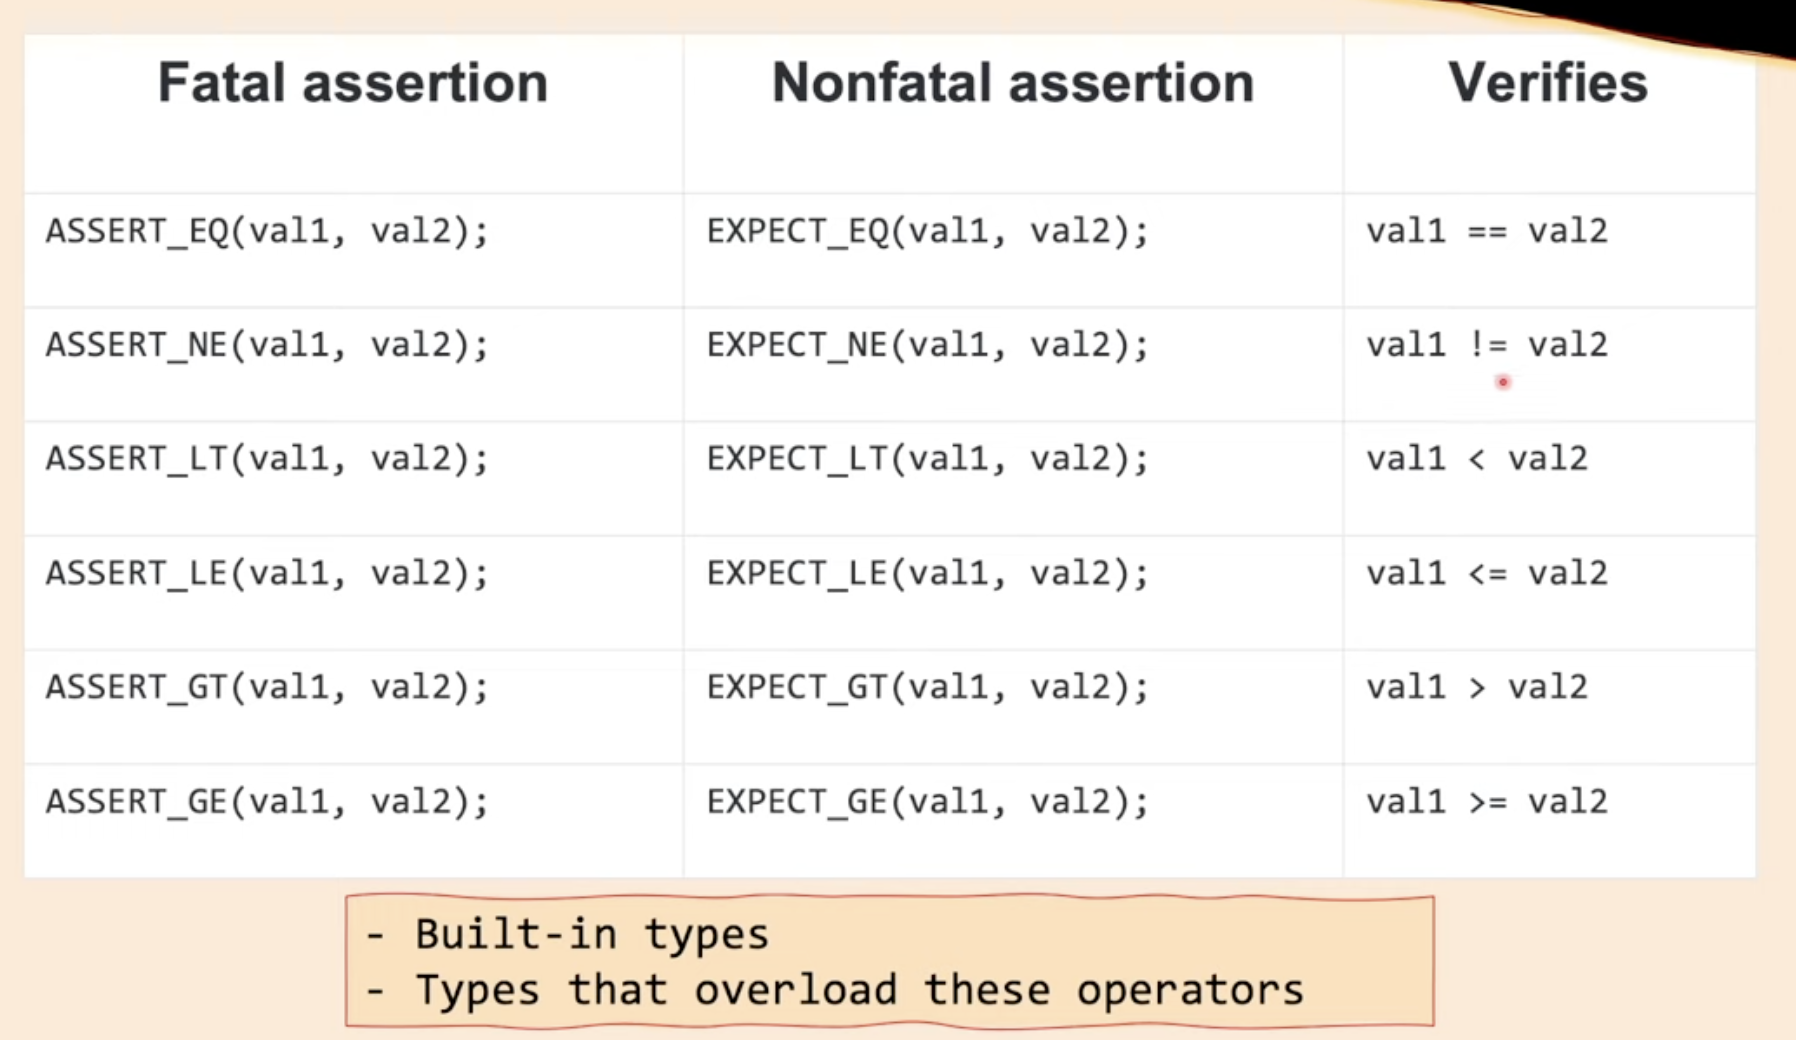 Fatal assertion Nonfatal assertion Verifies
ASSERT_EQ(val1, val2); EXPECT_EQ(val1, val2); val1 == val2
ASSERT_NE(val1, val2); EXPECT_NE(val1, val2); val1 != val2
ASSERT_LT(val1, val2); EXPECT_LT(val1, val2); val1 < val2
ASSERT_LE(val1, val2); EXPECT_LE(val1, val2); val1 <= val2
ASSERT_GT(val1, val2); EXPECT_GT(val1, val2); val1 > val2
ASSERT_GE(val1, val2); EXPECT_GE(val1, val2); val1 >= val2
- Built-in types
- Types that overload these operators